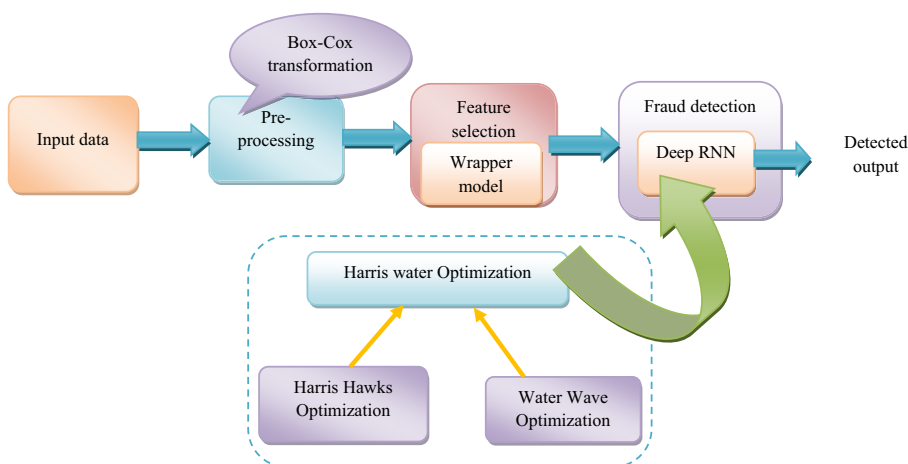 Box-Cox
transformation
Input data
Pre-
processing
Feature
selection
Wrapper
model
Fraud detection
Deep RNN
Detected
output
Harris water Optimization
Harris Hawks
Optimization
Water Wave
Optimization